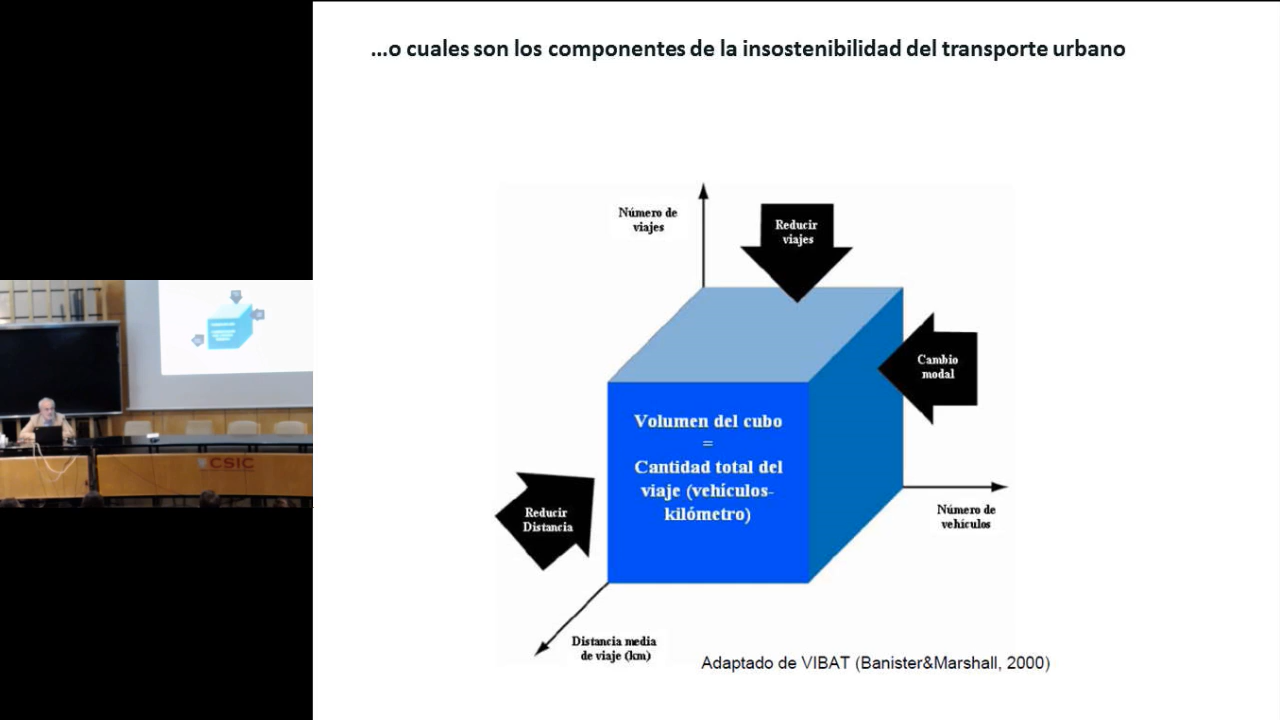 ...o cuales son los componentes de la insostenibilidad del transporte urbano
Número de
viajes
Reducir
viajes
Cambio
modal
Volumen del cubo
=
Cantidad total del
viaje (vehículos-
kilómetro)
Reducir
Distancia
Número de
vehículos
Distancia media
de viaje (km)
Adaptado de VIBAT (Banister&Marshall, 2000)
CSIC